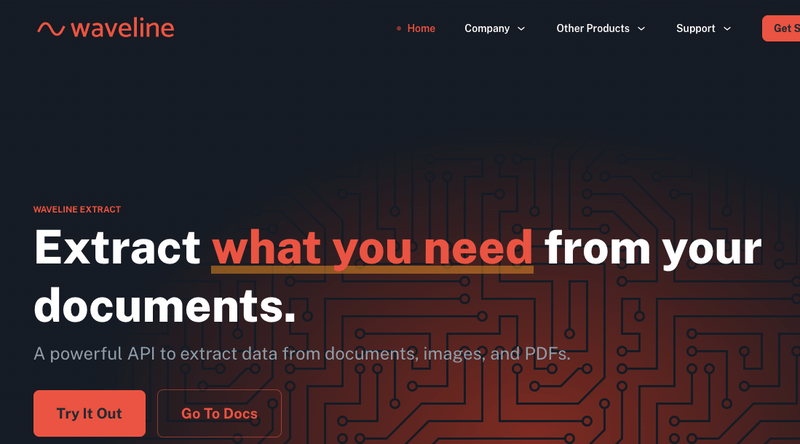 waveline
Home Company Other Products Support Get S
WAVELINE EXTRACT
Extract what you need from your
documents.
A powerful API to extract data from documents, images, and PDFs.
Try It Out Go To Docs